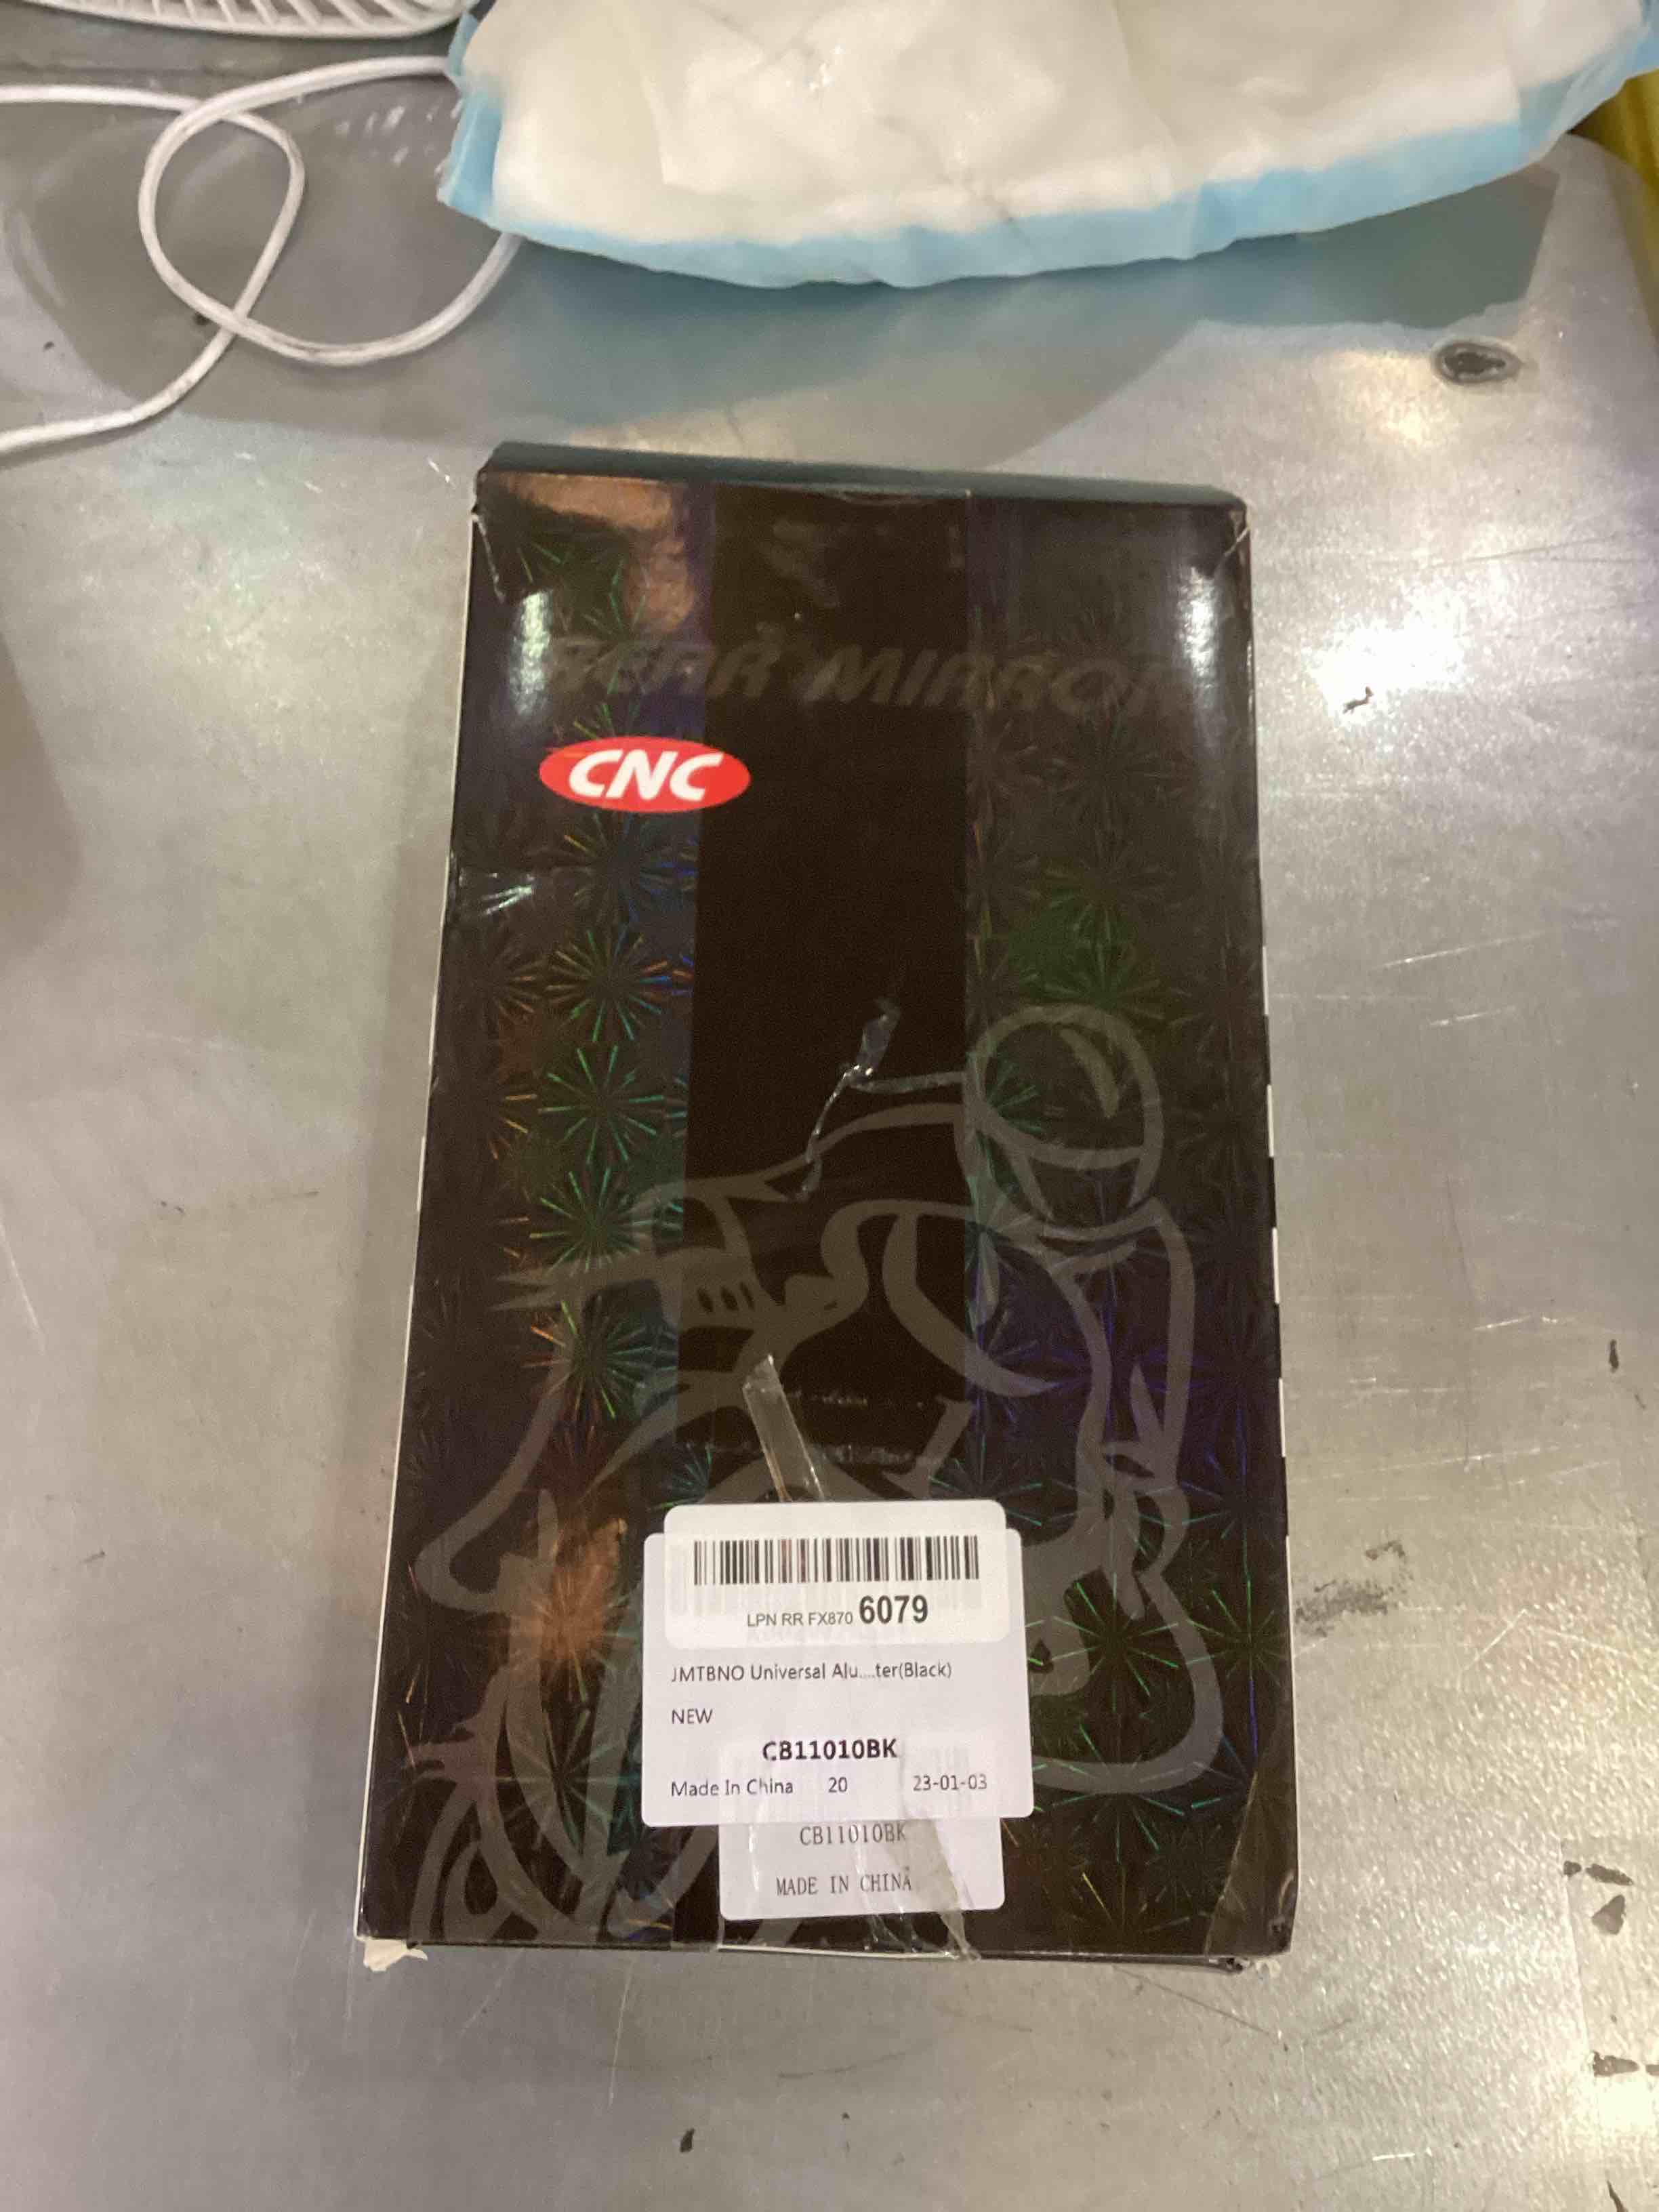 REAR MIRROR
CNC
LPN RR FX870 6079
JMTBNO Universal Alu....ter(Black)
NEW
CB11010BK
Made In China 20 23-01-03
CB11010BK
MADE IN CHINA